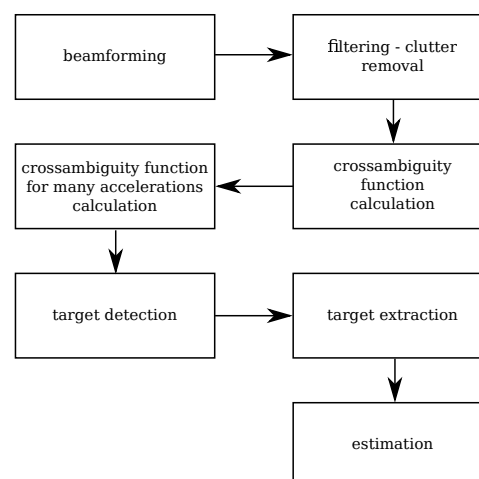 beamforming
filtering - clutter
removal
crossambiguity
function
calculation
crossambiguity function
for many accelerations
calculation
target detection
target extraction
estimation